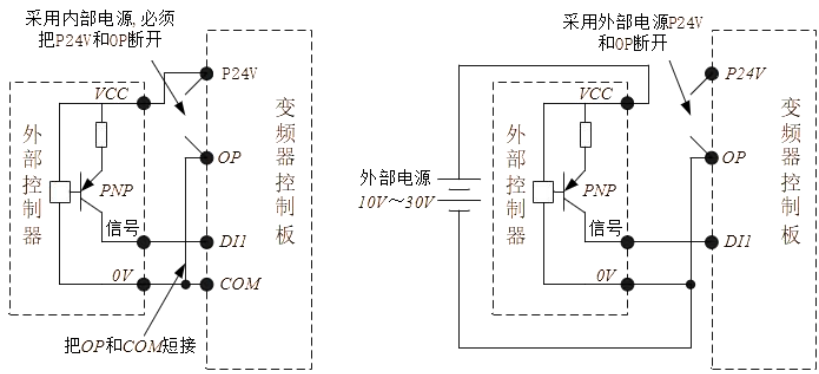 采用内部电源,必须
把P24V和OP断开
P24V
VCC
外部控制器
变频器控制板
OP
PNP
信号
DI1
0V
COM
把OP和COM短接
采用外部电源P24V
和OP断开
P24V
VCC
外部控制器
变频器控制板
OP
外部电源
10V～30V
PNP
信号
DI1
0V